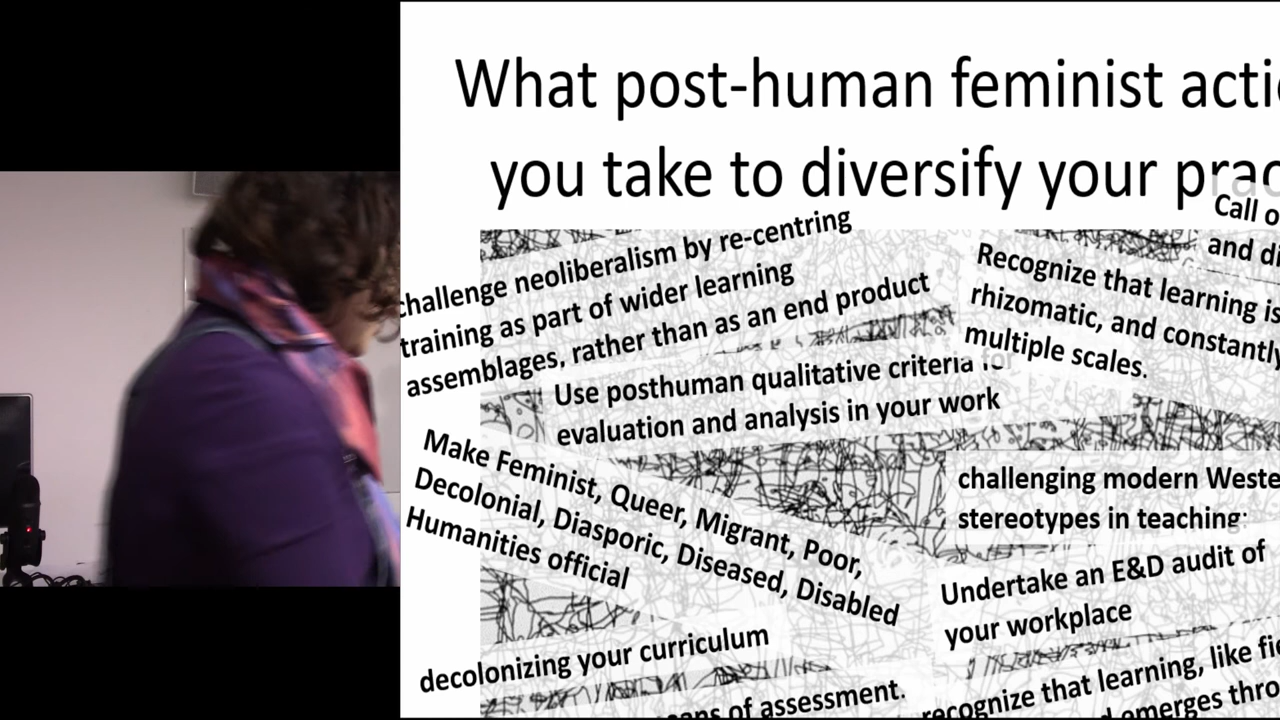 What post-human feminist acti
you take to diversify your prac
Call o
and di
challenge neoliberalism by re-centring
training as part of wider learning
assemblages, rather than as an end product
Recognize that learning is
rhizomatic, and constantly
multiple scales.
Use posthuman qualitative criteria for
evaluation and analysis in your work
Make Feminist, Queer, Migrant, Poor,
Decolonial, Diasporic, Diseased, Disabled
Humanities official
challenging modern Weste
stereotypes in teaching
Undertake an E&D audit of
your workplace
decolonizing your curriculum
eans of assessment.
recognize that learning, like fie
emerges thro